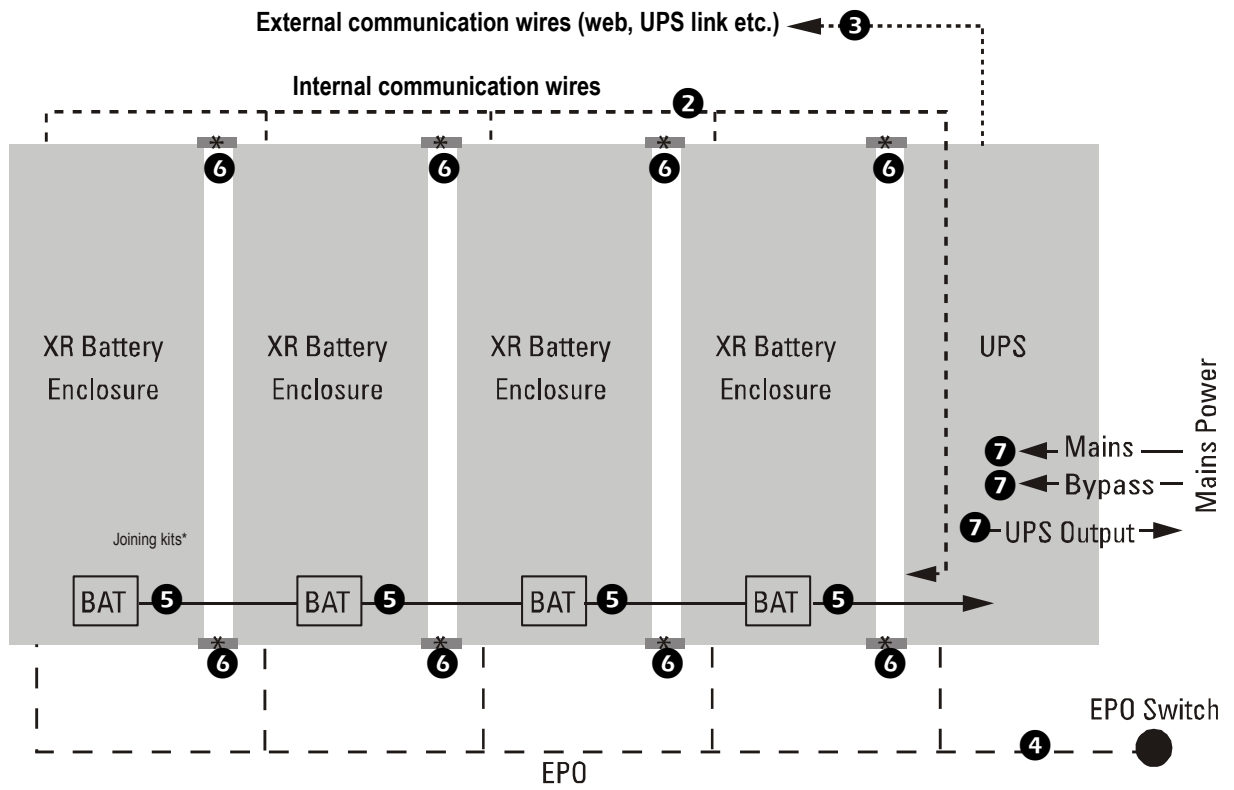 External communication wires (web, UPS link etc.) 3
Internal communication wires
2
6 6 6 6
XR Battery
Enclosure
XR Battery
Enclosure
XR Battery
Enclosure
XR Battery
Enclosure
UPS
Mains Power
7 Mains
7 Bypass
7 UPS Output
Joining kits*
BAT 5 BAT 5 BAT 5 BAT 5
* * * *
6 6 6 6
EPO Switch
4
EPO